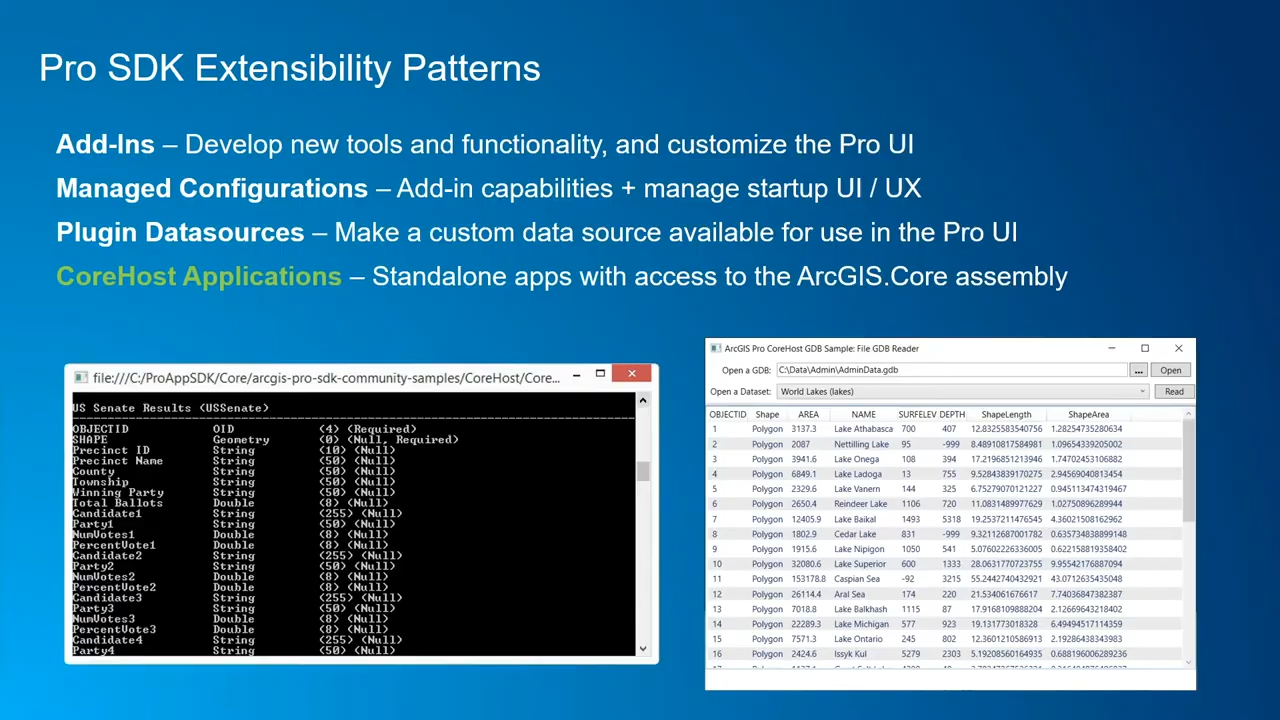 Pro SDK Extensibility Patterns
Add-Ins – Develop new tools and functionality, and customize the Pro UI
Managed Configurations – Add-in capabilities + manage startup UI / UX
Plugin Datasources – Make a custom data source available for use in the Pro UI
CoreHost Applications – Standalone apps with access to the ArcGIS.Core assembly
file:///C:/ProAppSDK/Core/arcgis-pro-sdk-community-samples/CoreHost/Core...
US Senate Results (USSenate)
OBJECTID OID (4) (Required)
SHAPE Geometry (0) (Null, Required)
Precinct ID String (10) (Null)
Precinct Name String (50) (Null)
County String (50) (Null)
Township String (50) (Null)
Winning Party String (50) (Null)
Total Ballots Double (8) (Null)
Candidate1 String (255) (Null)
Party1 String (50) (Null)
NumVotes1 Double (8) (Null)
PercentVote1 Double (8) (Null)
Candidate2 String (255) (Null)
Party2 String (50) (Null)
NumVotes2 Double (8) (Null)
PercentVote2 Double (8) (Null)
Candidate3 String (255) (Null)
Party3 String (50) (Null)
NumVotes3 Double (8) (Null)
PercentVote3 Double (8) (Null)
Candidate4 String (255) (Null)
Party4 String (50) (Null)
ArcGIS Pro CoreHost GDB Sample: File GDB Reader
Open a GDB: C:\Data\Admin\AdminData.gdb ... Open
Open a Dataset: World Lakes (lakes) Read
OBJECTID Shape AREA NAME SURFELEV DEPTH ShapeLength ShapeArea
1 Polygon 3137.3 Lake Athabasca 700 407 12.8325583540756 1.28254735280634
2 Polygon 2087 Nettilling Lake 95 -999 8.48910817584981 1.09654339205002
3 Polygon 3941.6 Lake Onega 108 394 17.2196851213946 1.74702453106882
4 Polygon 6849.1 Lake Ladoga 13 755 9.52843839170275 2.94569040813454
5 Polygon 2329.6 Lake Vanern 144 325 6.75279070121227 0.945113474319467
6 Polygon 2650.4 Reindeer Lake 1106 720 11.0831489977629 1.02750896289944
7 Polygon 12405.9 Lake Baikal 1493 5318 19.2537211476545 4.36021508162962
8 Polygon 1802.9 Cedar Lake 831 -999 9.32112687001782 0.635734838899148
9 Polygon 1915.6 Lake Nipigon 1050 541 5.07602226336005 0.622158819358402
10 Polygon 32080.6 Lake Superior 600 1333 28.0631770723755 9.95542176887094
11 Polygon 153178.8 Caspian Sea -92 3215 55.2442740432921 43.0712635435048
12 Polygon 26114.4 Aral Sea 174 220 21.534061676617 7.74036847382387
13 Polygon 7018.8 Lake Balkhash 1115 87 17.9168109888204 2.12669643218402
14 Polygon 22289.3 Lake Michigan 577 923 19.131773018328 6.49494517114359
15 Polygon 7571.3 Lake Ontario 245 802 12.3601210586913 2.19286438343983
16 Polygon 2424.6 Issyk Kul 5279 2303 5.19208560164935 0.688196006289236